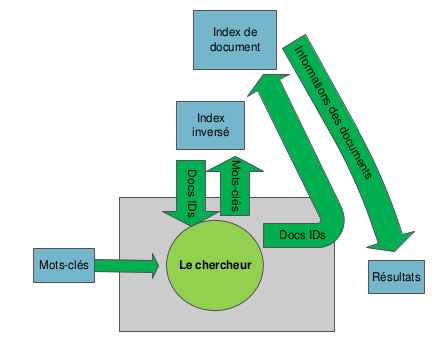 Index de
document
Informations des documents
Index
inversé
Docs IDs
Mots-clés
Docs IDs
Mots-clés
Le chercheur
Résultats